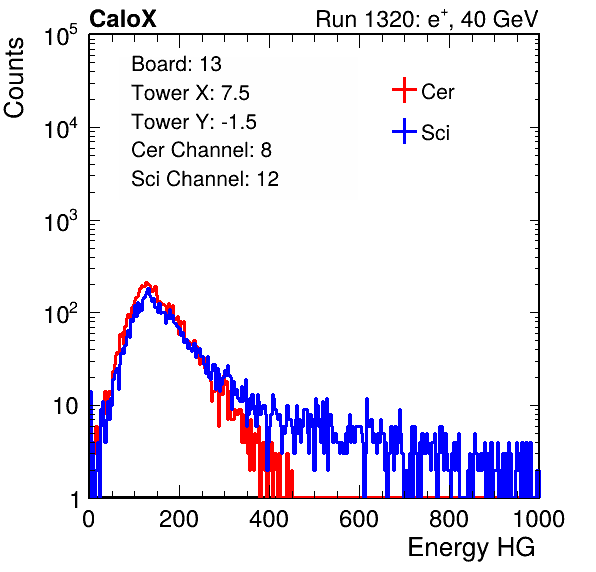 CaloX Run 1320: e⁺, 40 GeV
Board: 13
Tower X: 7.5
Tower Y: -1.5
Cer Channel: 8
Sci Channel: 12
Cer
Sci
Counts
10⁵
10⁴
10³
10²
10
1
0 200 400 600 800 1000
Energy HG